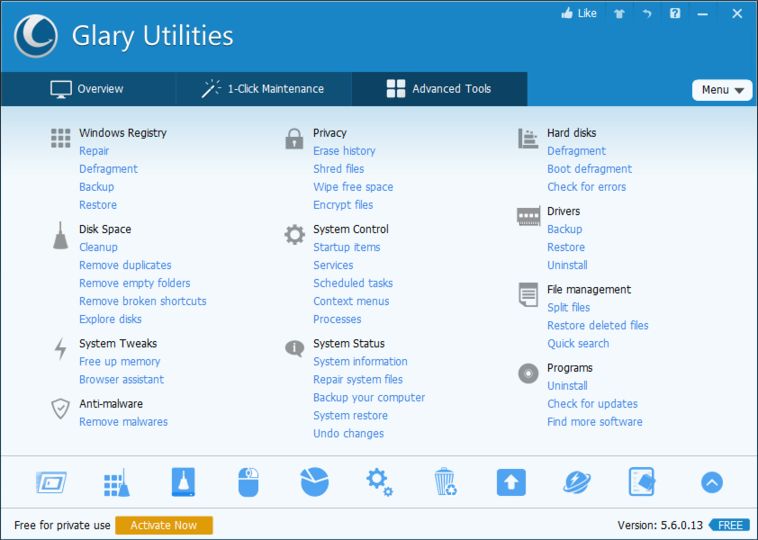 Like
Glary Utilities
Overview
1-Click Maintenance
Advanced Tools
Menu
Windows Registry
Repair
Defragment
Backup
Restore
Disk Space
Cleanup
Remove duplicates
Remove empty folders
Remove broken shortcuts
Explore disks
System Tweaks
Free up memory
Browser assistant
Anti-malware
Remove malwares
Privacy
Erase history
Shred files
Wipe free space
Encrypt files
System Control
Startup items
Services
Scheduled tasks
Context menus
Processes
System Status
System information
Repair system files
Backup your computer
System restore
Undo changes
Hard disks
Defragment
Boot defragment
Check for errors
Drivers
Backup
Restore
Uninstall
File management
Split files
Restore deleted files
Quick search
Programs
Uninstall
Check for updates
Find more software
Free for private use Activate Now Version: 5.6.0.13 FREE